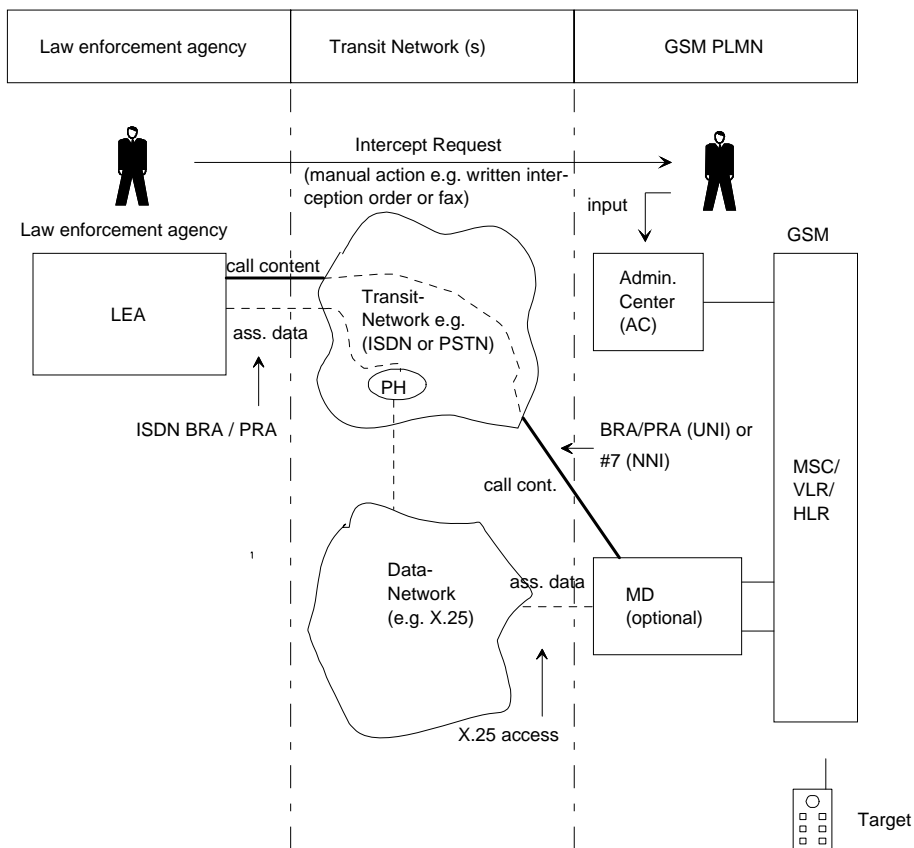 Law enforcement agency
Transit Network (s)
GSM PLMN
Intercept Request
(manual action e.g. written inter-
ception order or fax)
input
Law enforcement agency
GSM
call content
LEA
ass. data
Transit-
Network e.g.
(ISDN or PSTN)
PH
Admin.
Center
(AC)
ISDN BRA / PRA
BRA/PRA (UNI) or
#7 (NNI)
call cont.
MSC/
VLR/
HLR
1
Data-
Network
(e.g. X.25)
ass. data
MD
(optional)
X.25 access
Target